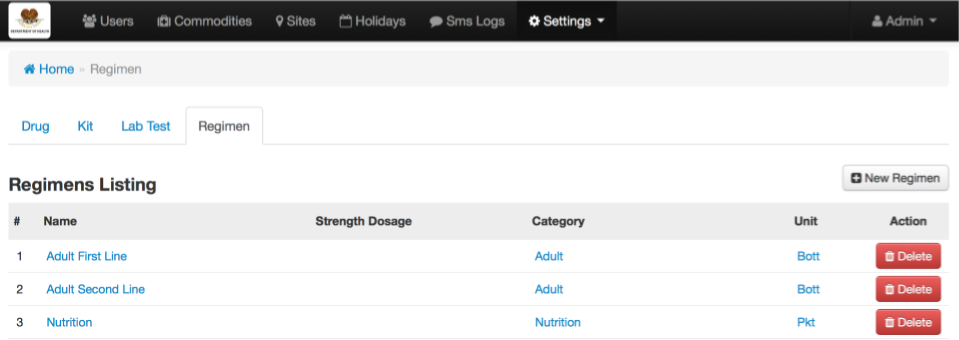 DEPARTMENT OF HEALTH
Users Commodities Sites Holidays Sms Logs Settings Admin
Home » Regimen
Drug Kit Lab Test Regimen
Regimens Listing New Regimen
# Name Strength Dosage Category Unit Action
1 Adult First Line Adult Bott Delete
2 Adult Second Line Adult Bott Delete
3 Nutrition Nutrition Pkt Delete